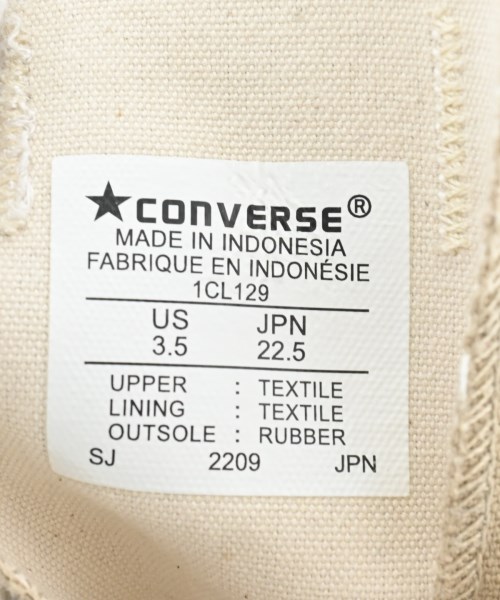 ★CONVERSE®
MADE IN INDONESIA
FABRIQUE EN INDONÉSIE
1CL129
US JPN
3.5 22.5
UPPER : TEXTILE
LINING : TEXTILE
OUTSOLE : RUBBER
SJ 2209 JPN